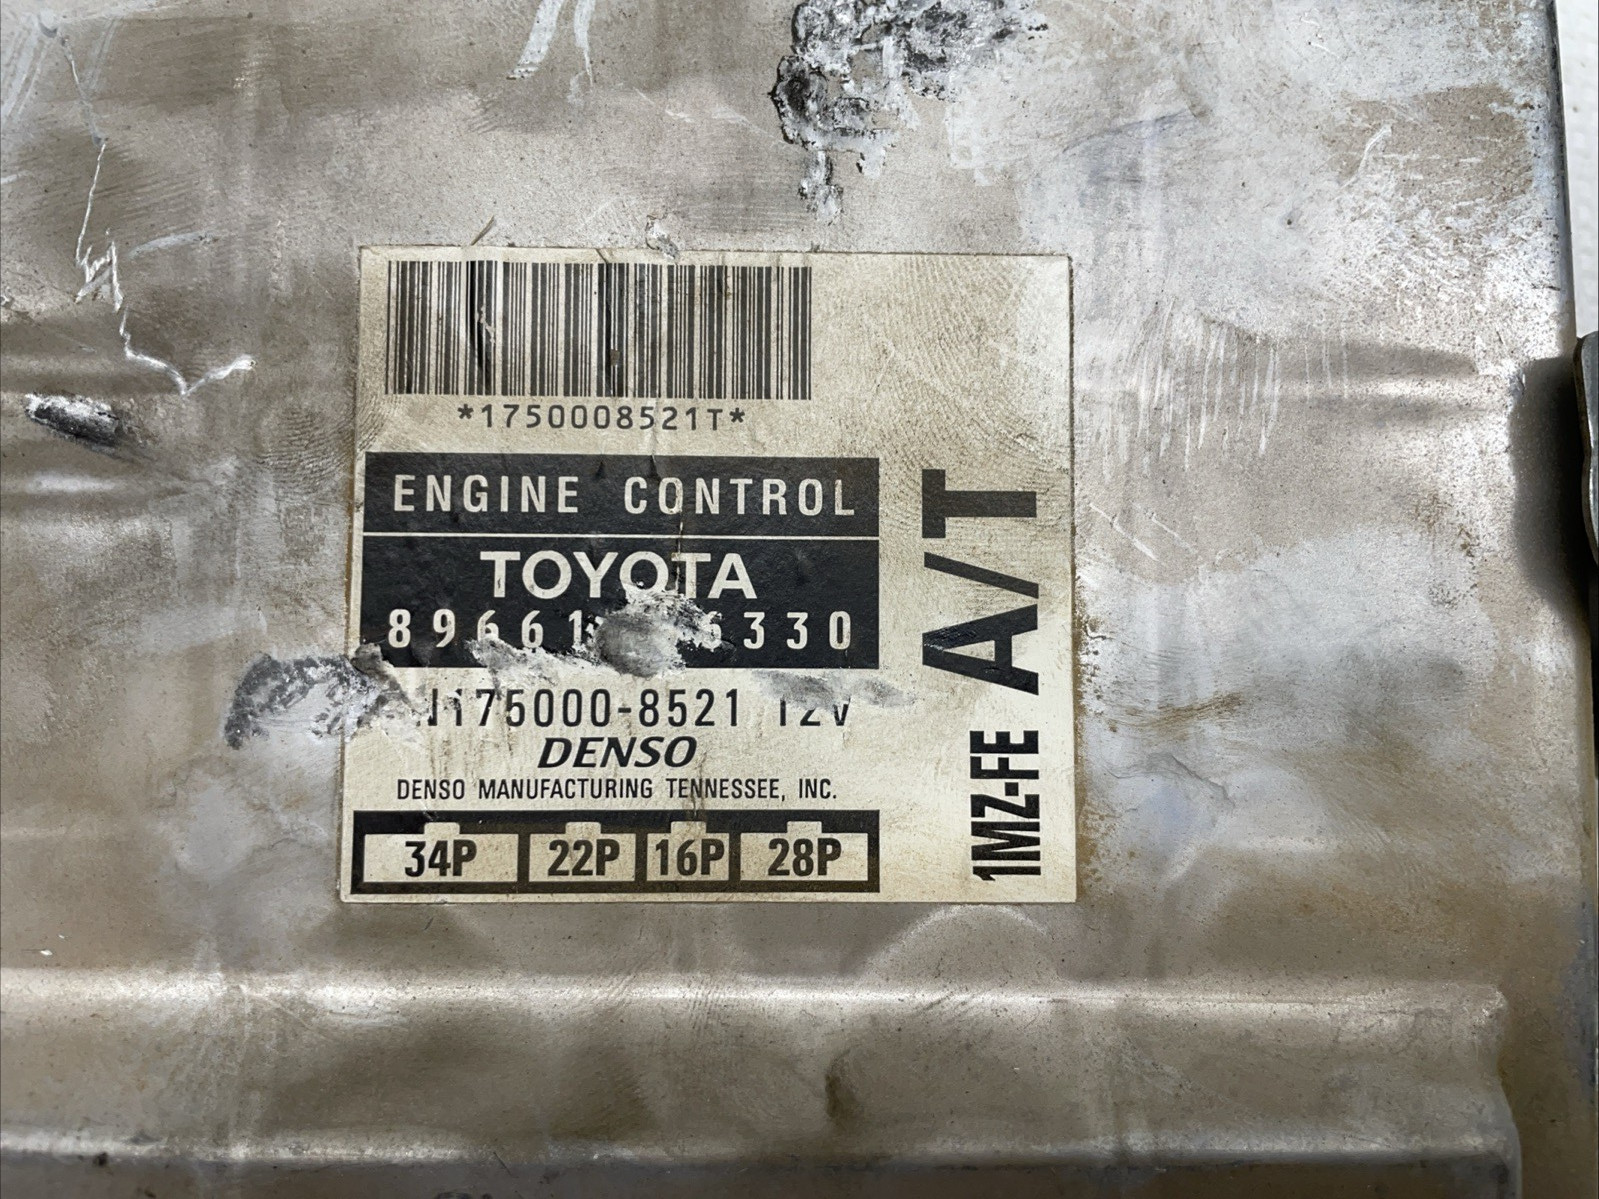 *1750008521T*
ENGINE CONTROL
TOYOTA
175000-8521 12V
DENSO
DENSO MANUFACTURING TENNESSEE, INC.
34P 22P 16P 28P
A/T
1MZ-FE